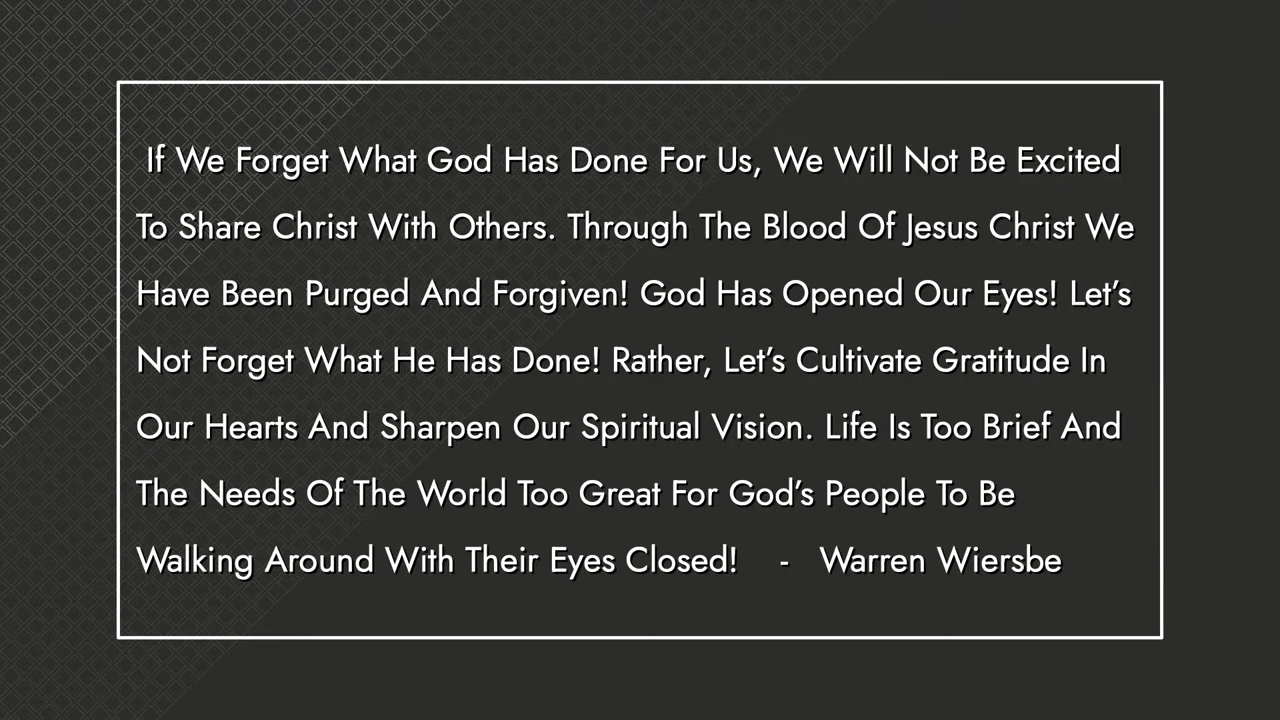 If We Forget What God Has Done For Us, We Will Not Be Excited
To Share Christ With Others. Through The Blood Of Jesus Christ We
Have Been Purged And Forgiven! God Has Opened Our Eyes! Let’s
Not Forget What He Has Done! Rather, Let’s Cultivate Gratitude In
Our Hearts And Sharpen Our Spiritual Vision. Life Is Too Brief And
The Needs Of The World Too Great For God’s People To Be
Walking Around With Their Eyes Closed! - Warren Wiersbe